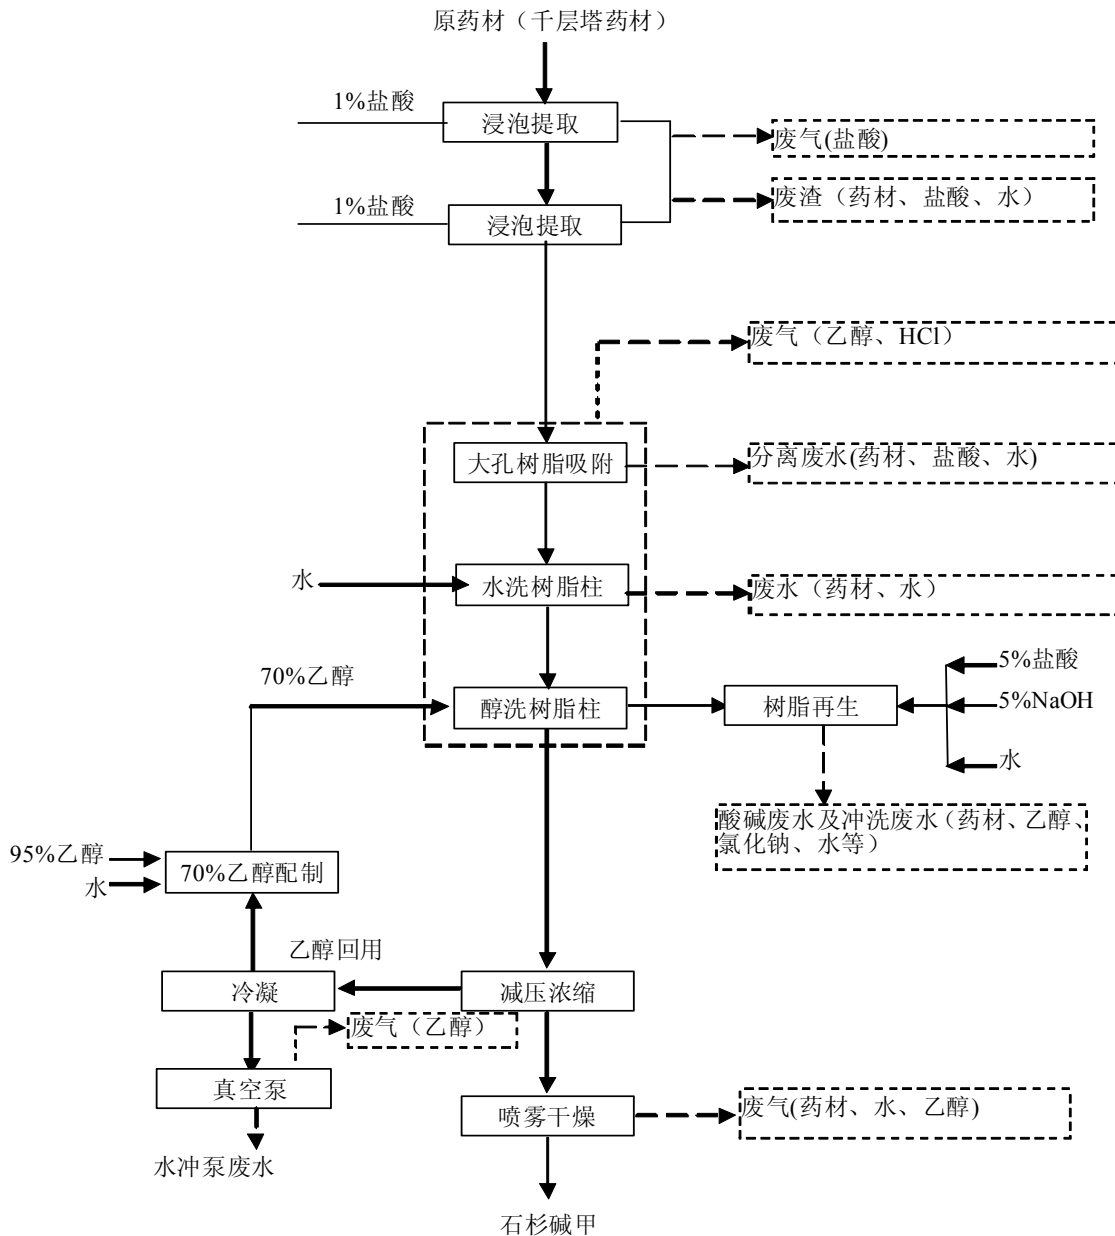 原药材（千层塔药材）
1%盐酸
浸泡提取
废气(盐酸)
1%盐酸
浸泡提取
废渣（药材、盐酸、水）
废气（乙醇、HCl）
大孔树脂吸附
分离废水(药材、盐酸、水)
水
水洗树脂柱
废水（药材、水）
70%乙醇
醇洗树脂柱
树脂再生
5%盐酸
5%NaOH
水
酸碱废水及冲洗废水（药材、乙醇、
氯化钠、水等）
95%乙醇
水
70%乙醇配制
乙醇回用
冷凝
减压浓缩
废气（乙醇）
真空泵
喷雾干燥
废气(药材、水、乙醇)
水冲泵废水
石杉碱甲